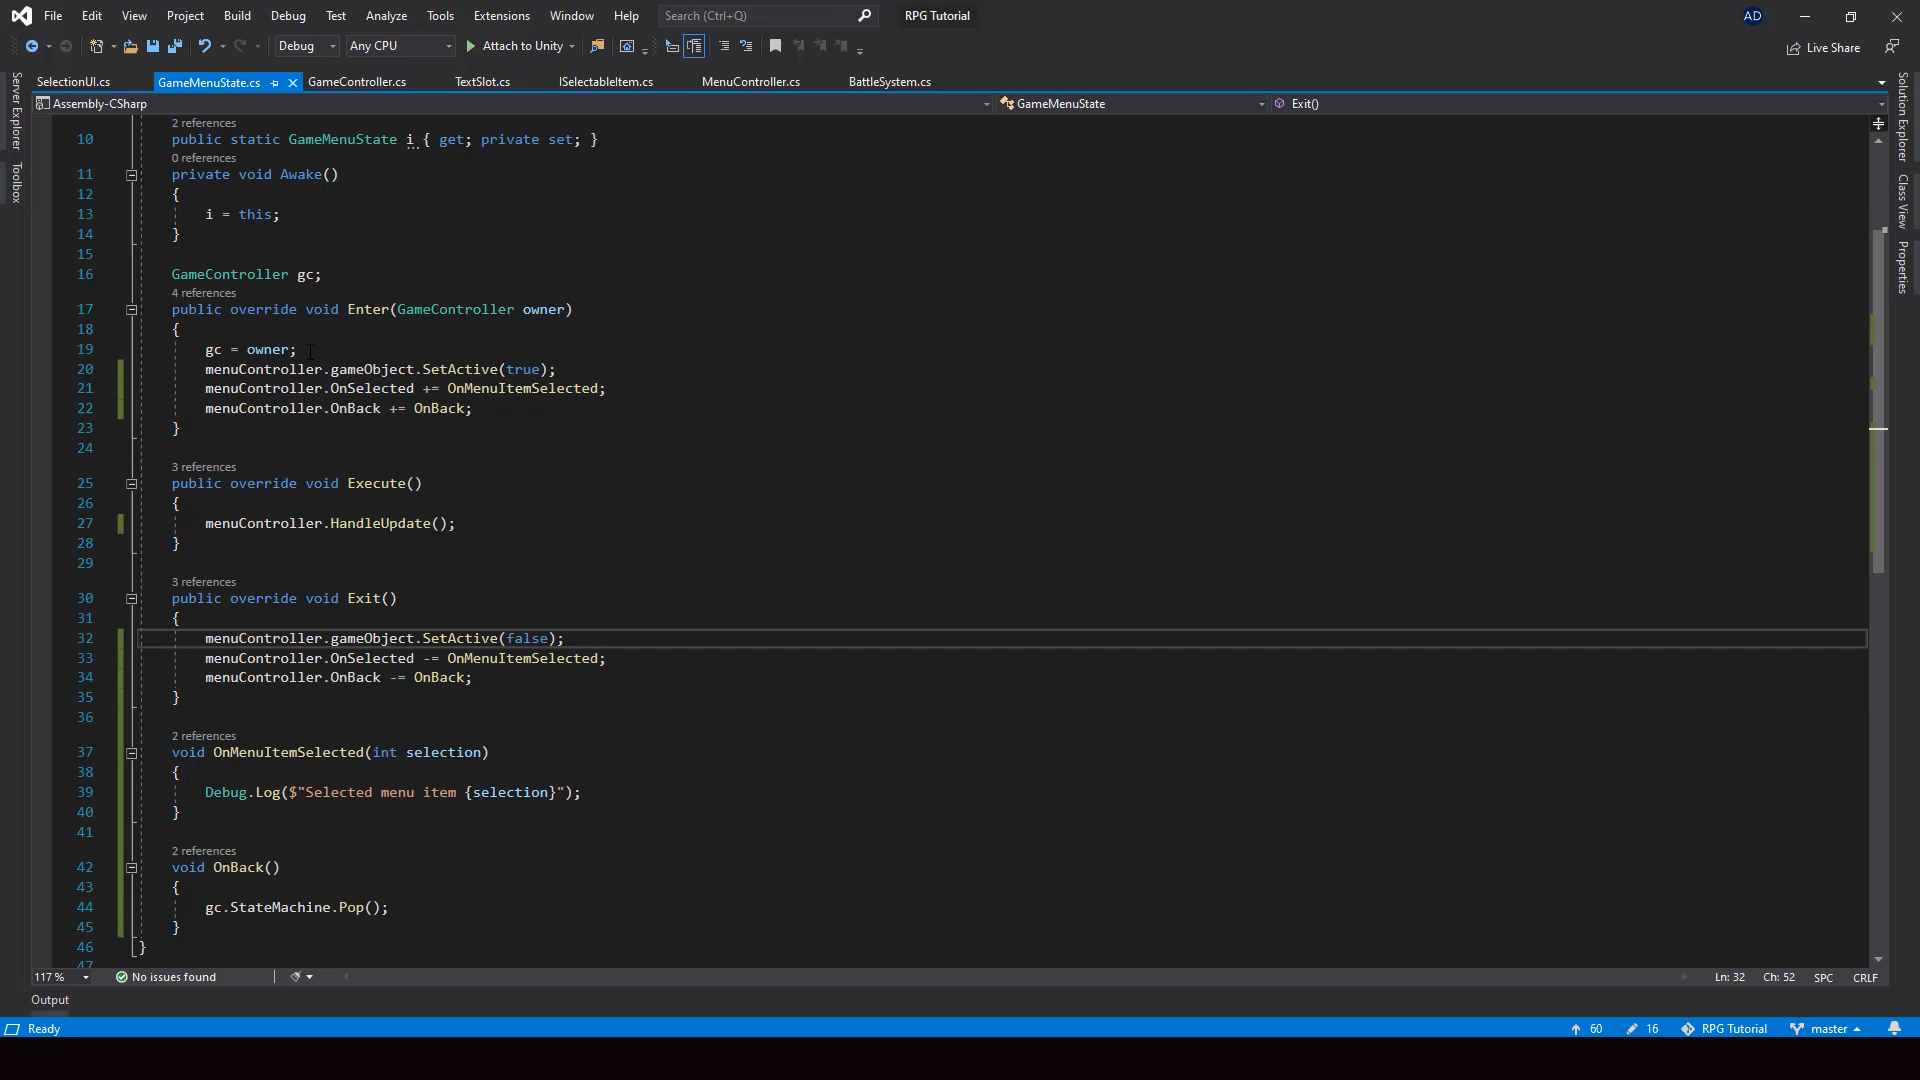 File Edit View Project Build Debug Test Analyze Tools Extensions Window Help Search (Ctrl+Q) RPG Tutorial AD
Debug Any CPU Attach to Unity Live Share
SelectionUI.cs GameMenuState.cs GameController.cs TextSlot.cs ISelectableItem.cs MenuController.cs BattleSystem.cs
Assembly-CSharp GameMenuState Exit()
Server Explorer
Toolbox
Solution Explorer
Class View
Properties
2 references
10 public static GameMenuState i { get; private set; }
0 references
11 private void Awake()
12 {
13 i = this;
14 }
15
16 GameController gc;
4 references
17 public override void Enter(GameController owner)
18 {
19 gc = owner;
20 menuController.gameObject.SetActive(true);
21 menuController.OnSelected += OnMenuItemSelected;
22 menuController.OnBack += OnBack;
23 }
24
3 references
25 public override void Execute()
26 {
27 menuController.HandleUpdate();
28 }
29
3 references
30 public override void Exit()
31 {
32 menuController.gameObject.SetActive(false);
33 menuController.OnSelected -= OnMenuItemSelected;
34 menuController.OnBack -= OnBack;
35 }
36
2 references
37 void OnMenuItemSelected(int selection)
38 {
39 Debug.Log($"Selected menu item {selection}");
40 }
41
2 references
42 void OnBack()
43 {
44 gc.StateMachine.Pop();
45 }
46 }
47
117 % No issues found Ln: 32 Ch: 52 SPC CRLF
Output
Ready 60 16 RPG Tutorial master